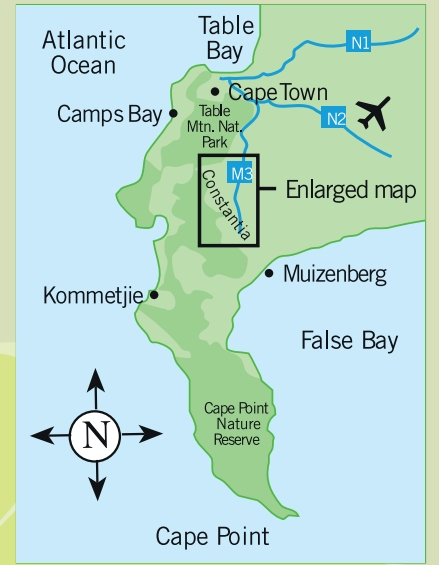 Atlantic
Ocean
Table
Bay
N1
Cape Town
Camps Bay
Table
Mtn. Nat.
Park
N2
M3
Constantia
Enlarged map
Muizenberg
Kommetjie
False Bay
Cape Point
Nature
Reserve
N
Cape Point